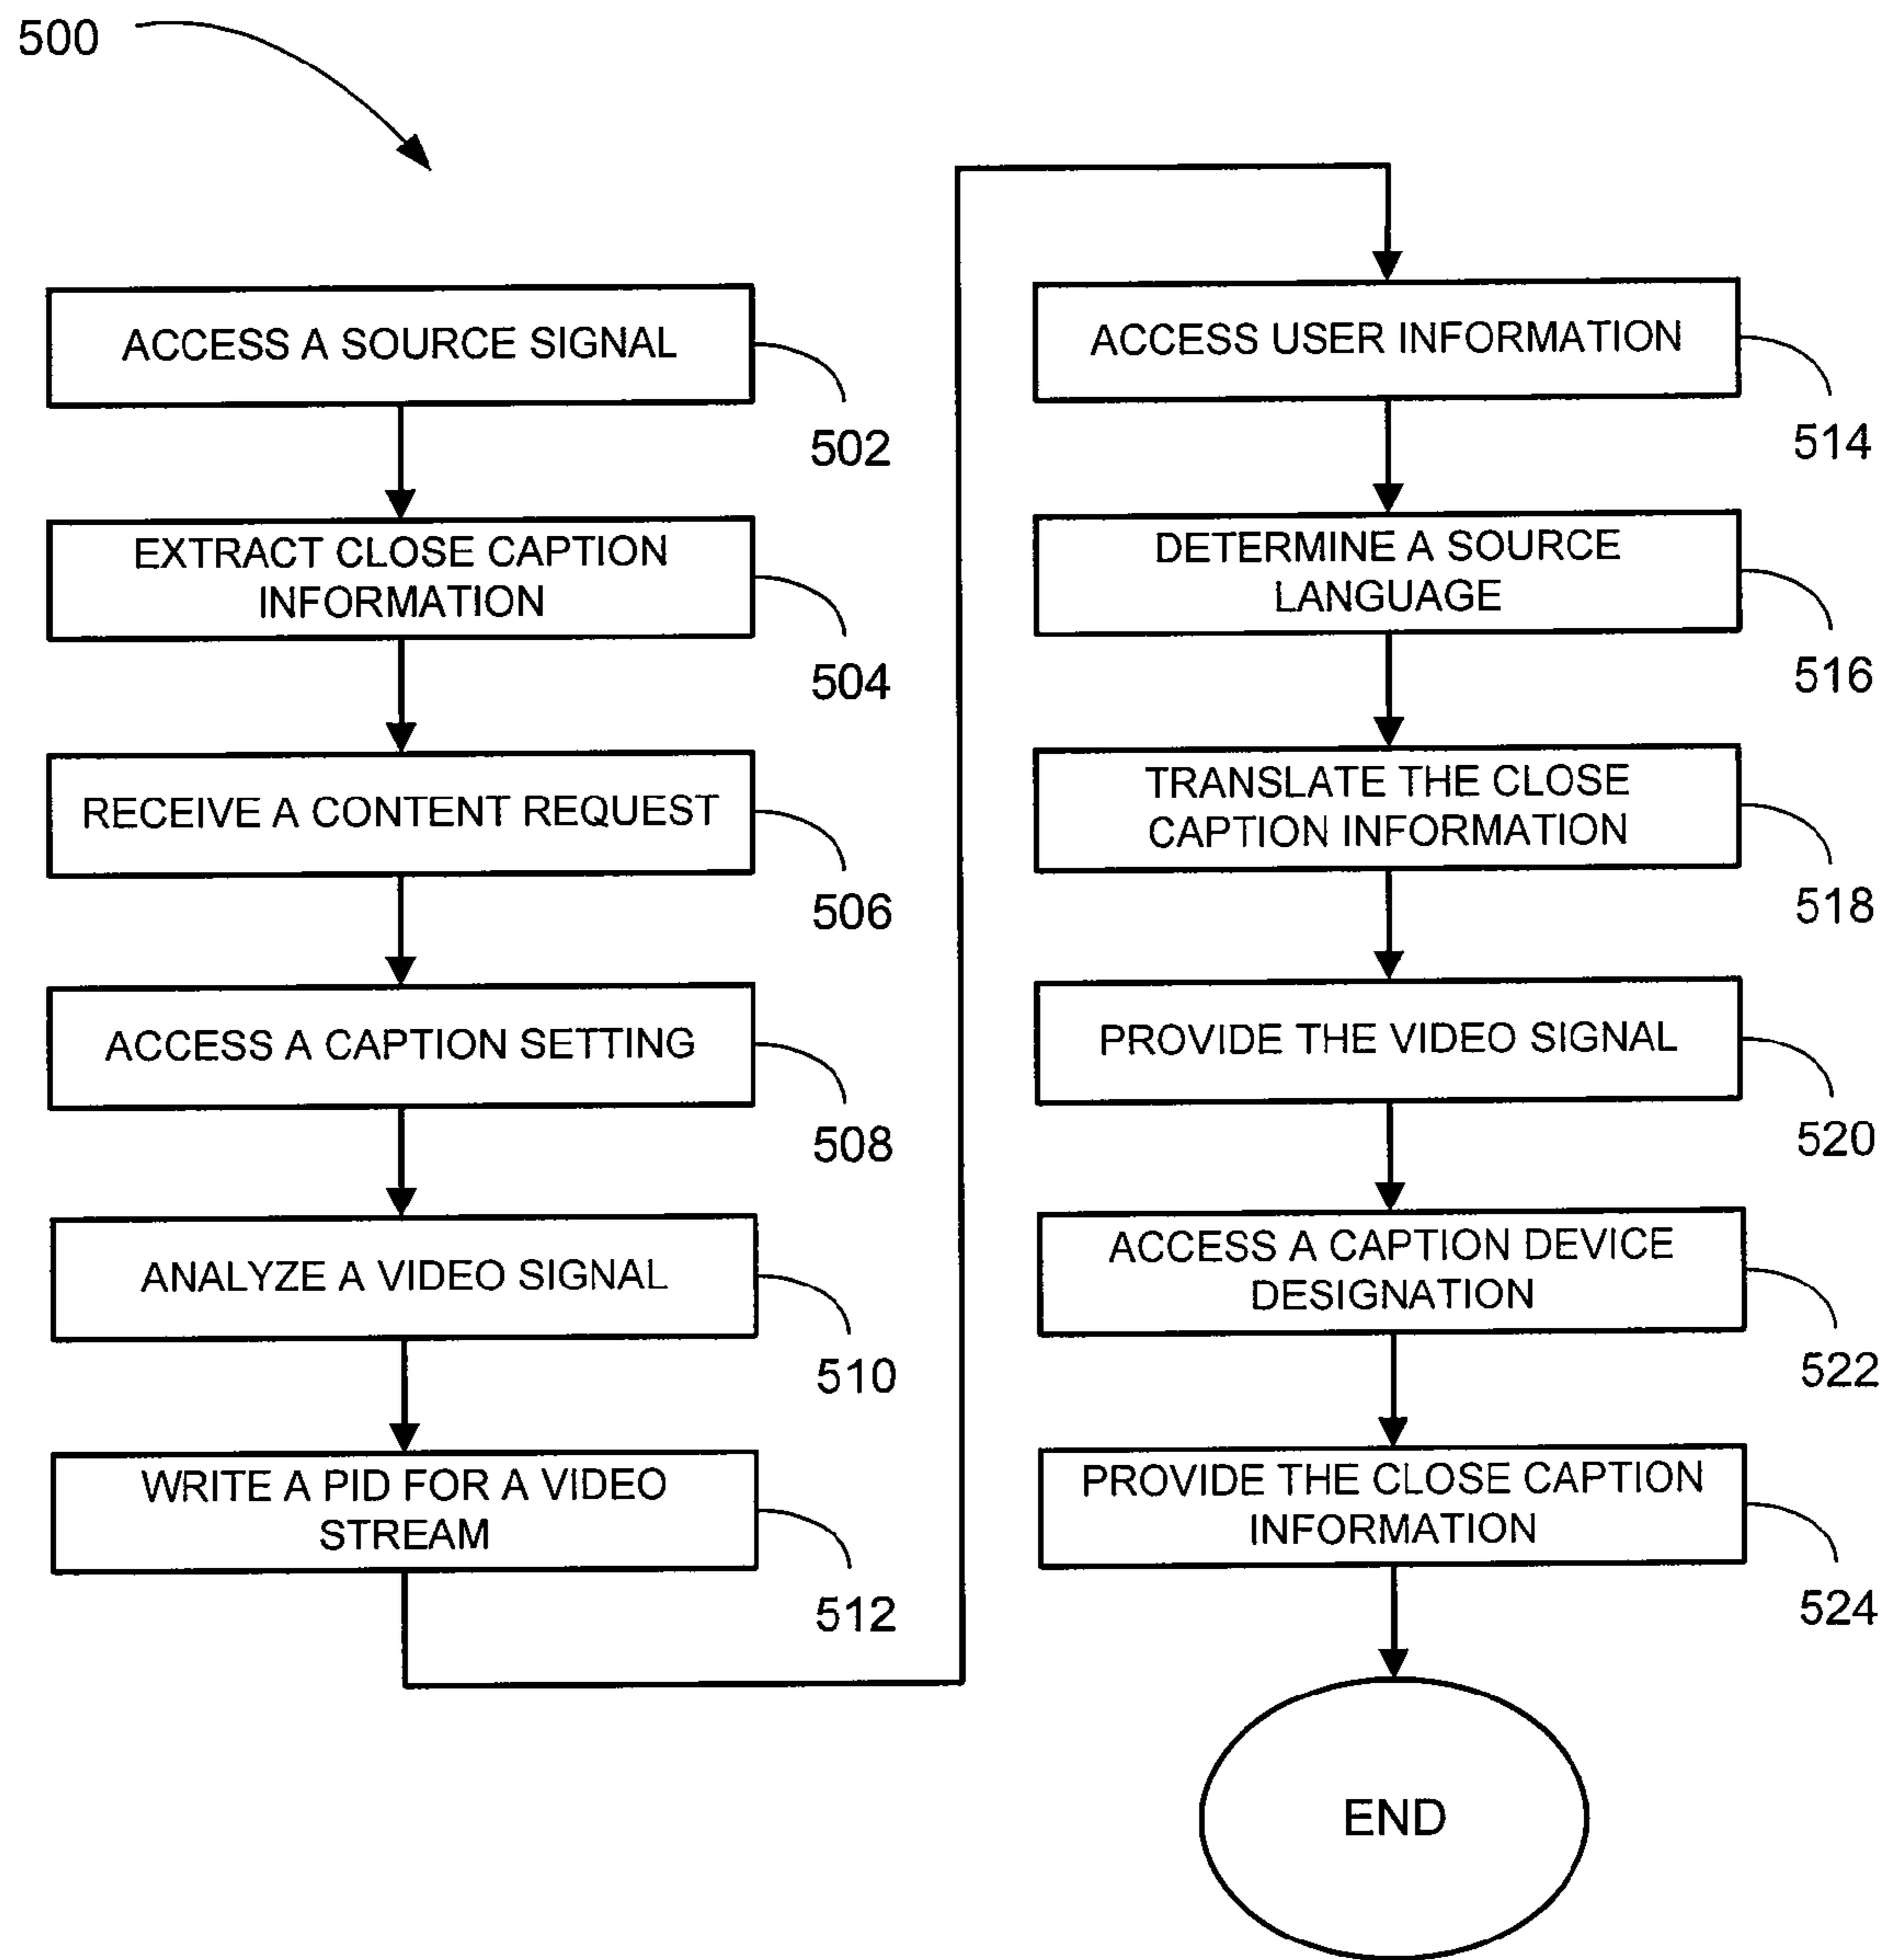 500
ACCESS A SOURCE SIGNAL
502
EXTRACT CLOSE CAPTION
INFORMATION
504
RECEIVE A CONTENT REQUEST
506
ACCESS A CAPTION SETTING
508
ANALYZE A VIDEO SIGNAL
510
WRITE A PID FOR A VIDEO
STREAM
512
ACCESS USER INFORMATION
514
DETERMINE A SOURCE
LANGUAGE
516
TRANSLATE THE CLOSE
CAPTION INFORMATION
518
PROVIDE THE VIDEO SIGNAL
520
ACCESS A CAPTION DEVICE
DESIGNATION
522
PROVIDE THE CLOSE CAPTION
INFORMATION
524
END